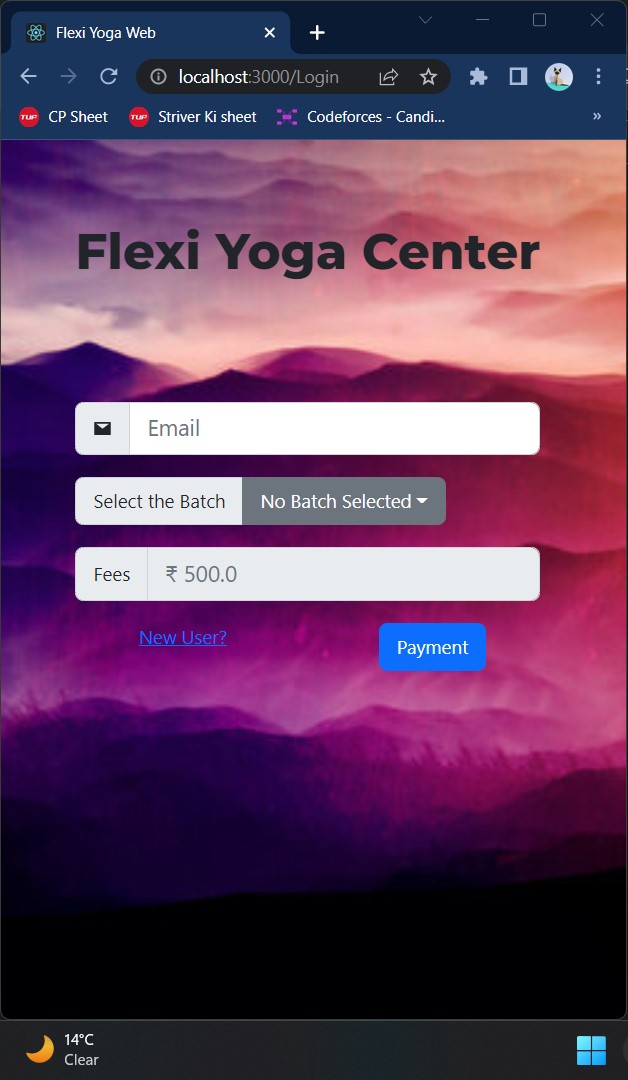 Flexi Yoga Web
localhost:3000/Login
TUF CP Sheet TUF Striver Ki sheet Codeforces - Candi... »
Flexi Yoga Center
Email
Select the Batch No Batch Selected
Fees ₹ 500.0
New User? Payment
14°C
Clear